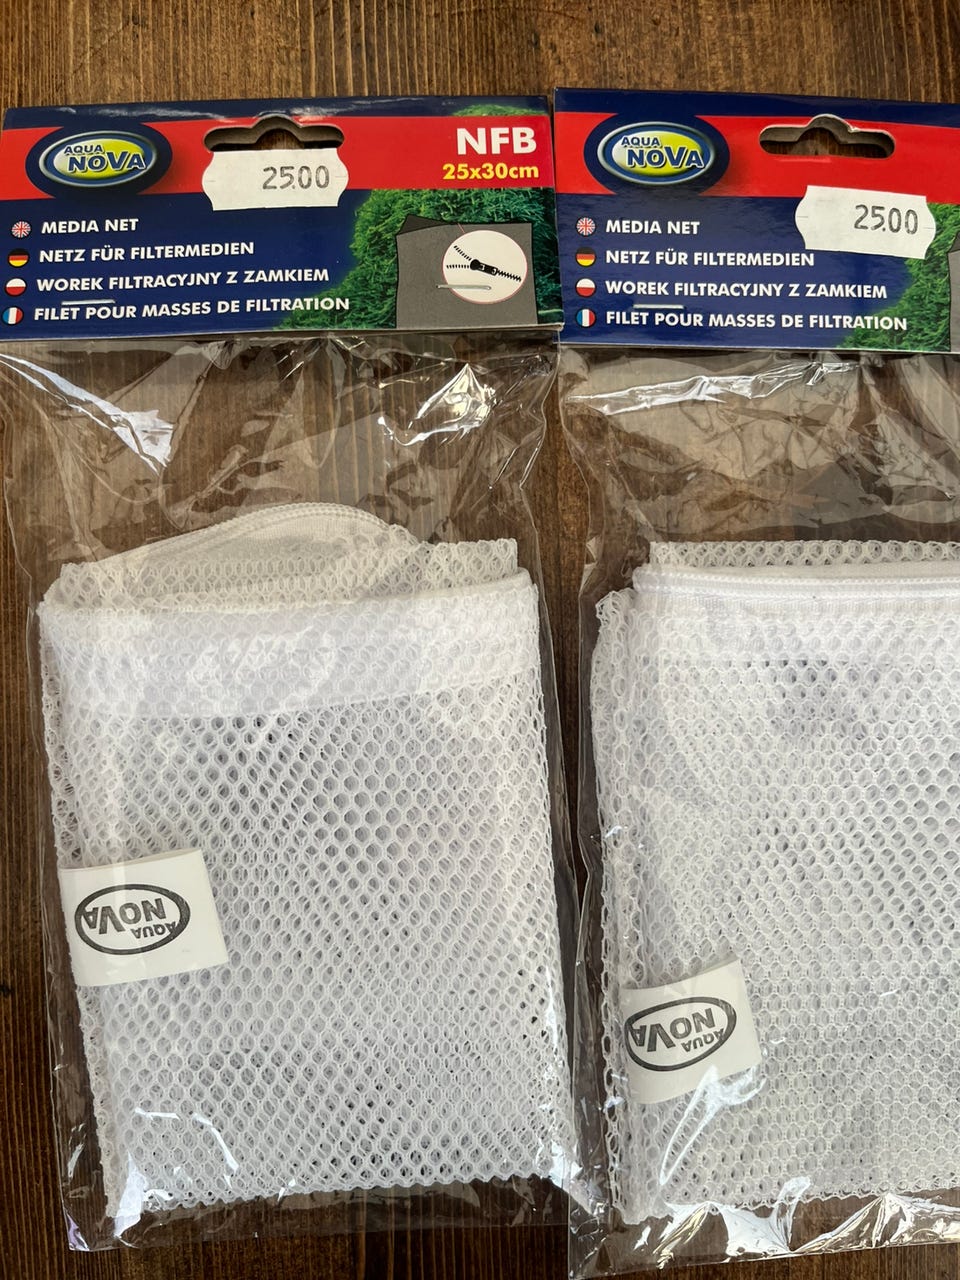 AQUA
NOVA
25.00
NFB
25x30cm
MEDIA NET
NETZ FÜR FILTERMEDIEN
WOREK FILTRACYJNY Z ZAMKIEM
FILET POUR MASSES DE FILTRATION
AQUA
NOVA
AQUA
NOVA
25.00
MEDIA NET
NETZ FÜR FILTERMEDIEN
WOREK FILTRACYJNY Z ZAMKIEM
FILET POUR MASSES DE FILTRATION
AQUA
NOVA